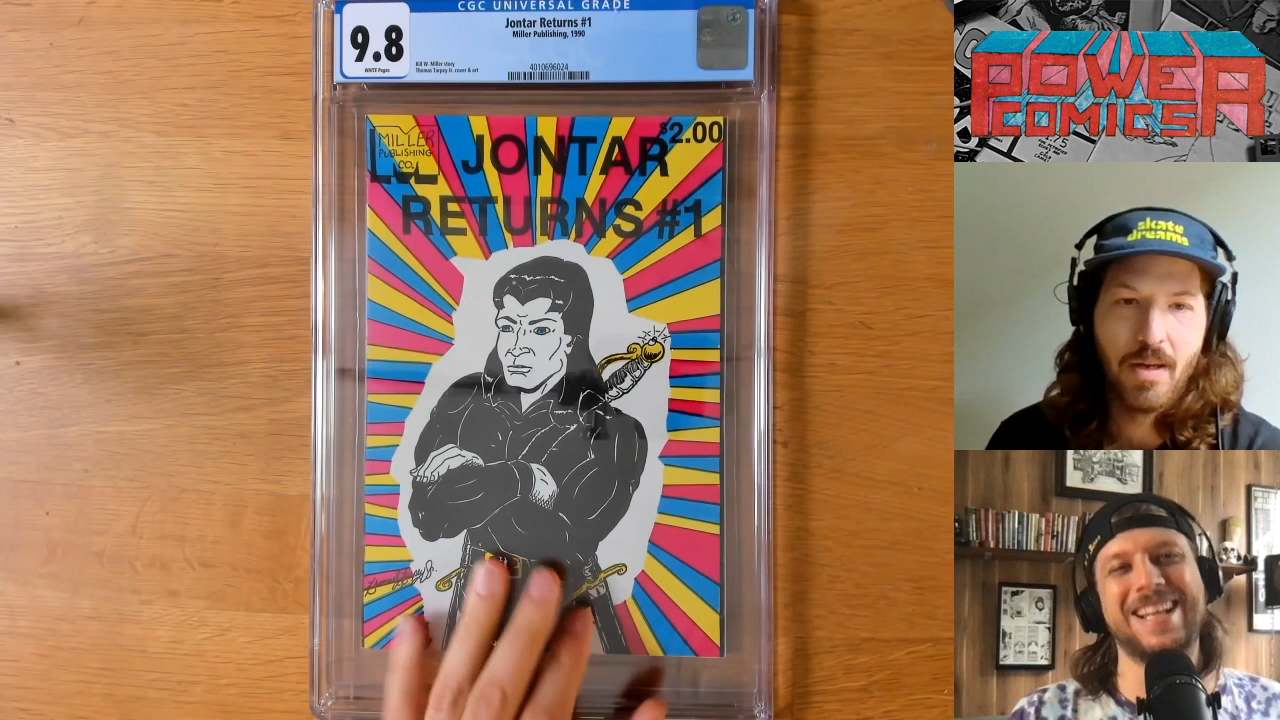 CGC UNIVERSAL GRADE
9.8
WHITE Pages
Jontar Returns #1
Miller Publishing, 1990
Bill W. Miller story
Thomas Tarpey Jr. cover & art
4010696024
MILLER
PUBLISHING
CO.
$2.00
JONTAR
RETURNS #1
POWER
COMICS
skate
dreams